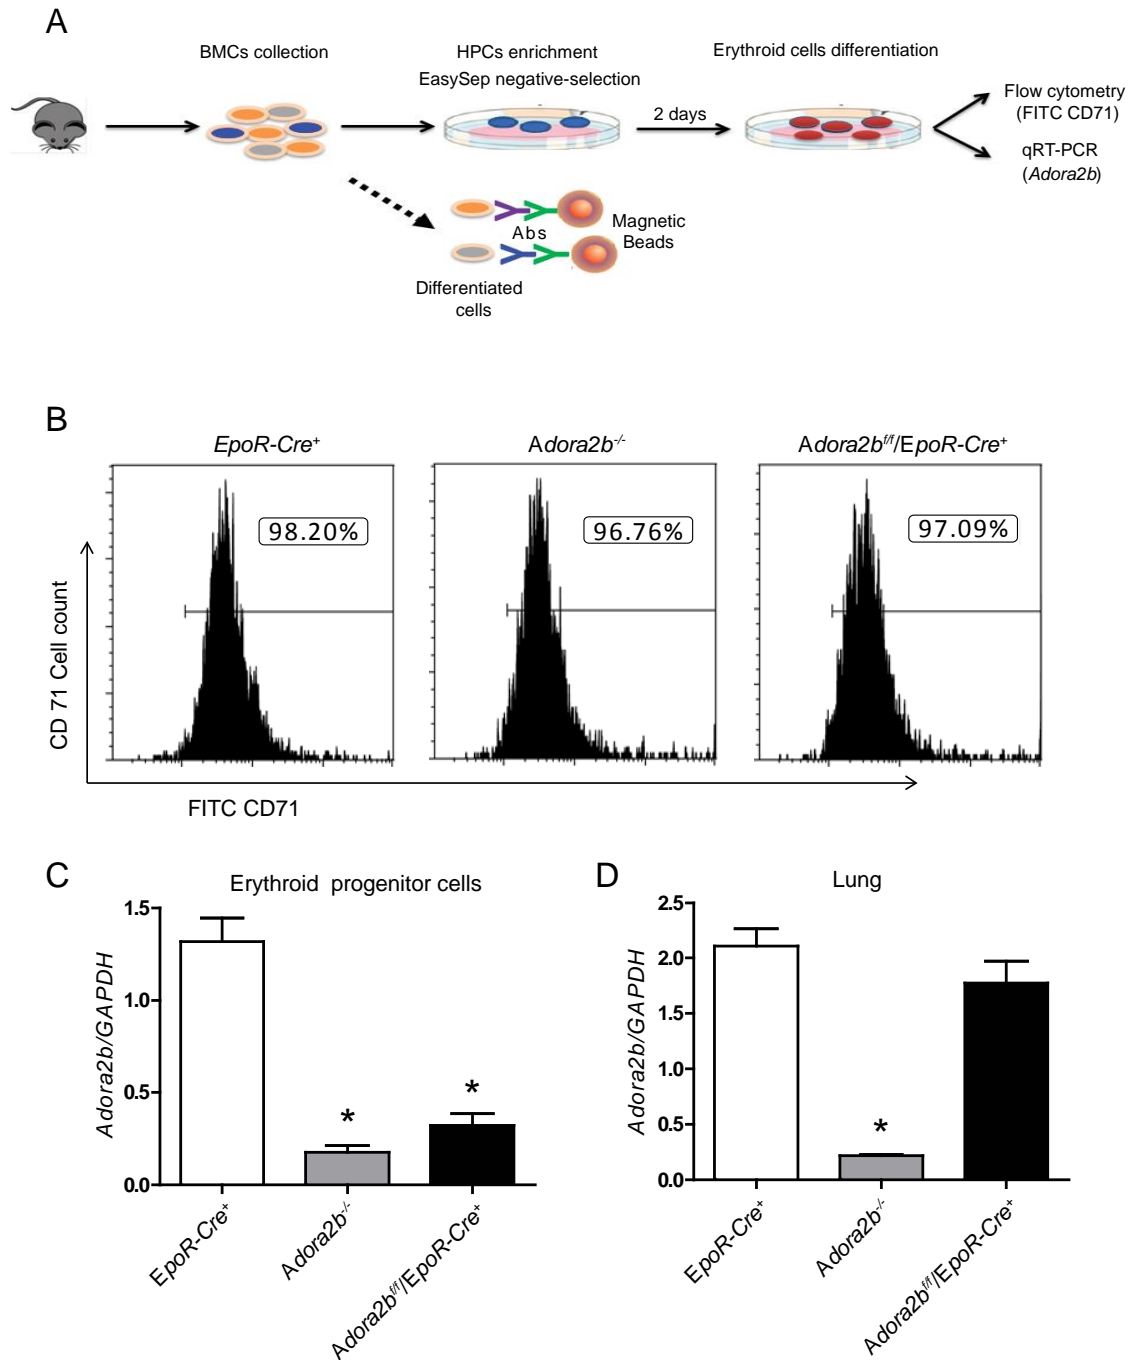 A
BMCs collection
HPCs enrichment
EasySep negative-selection
Erythroid cells differentiation
2 days
Flow cytometry
(FITC CD71)
qRT-PCR
(Adora2b)
Abs
Magnetic
Beads
Differentiated
cells
B
EpoR-Cre⁺
Adora2b⁻/⁻
Adora2bᶠ/ᶠ/EpoR-Cre⁺
98.20%
96.76%
97.09%
CD 71 Cell count
FITC CD71
C
Erythroid progenitor cells
Adora2b/GAPDH
1.5
1.0
0.5
0.0
*
*
EpoR-Cre⁺
Adora2b⁻/⁻
Adora2bᶠ/ᶠ/EpoR-Cre⁺
D
Lung
Adora2b/GAPDH
2.5
2.0
1.5
1.0
0.5
0.0
*
EpoR-Cre⁺
Adora2b⁻/⁻
Adora2bᶠ/ᶠ/EpoR-Cre⁺